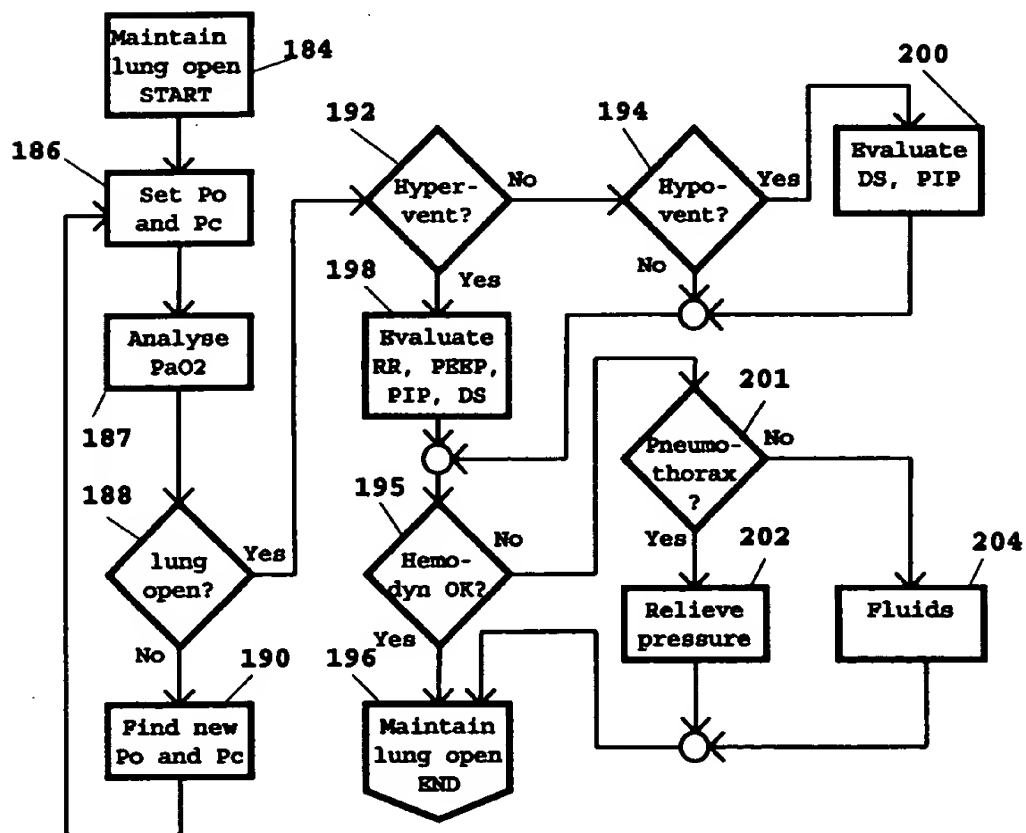 Maintain
lung open
START
184
186
Set Po
and Pc
Analyse
PaO2
187
188
lung
open?
Yes
No
190
Find new
Po and Pc
192
Hyper-
vent?
No
Yes
194
Hypo-
vent?
Yes
No
200
Evaluate
DS, PIP
198
Evaluate
RR, PEEP,
PIP, DS
195
Hemo-
dyn OK?
No
Yes
201
Pneumo-
thorax
?
No
Yes
202
Relieve
pressure
204
Fluids
196
Maintain
lung open
END